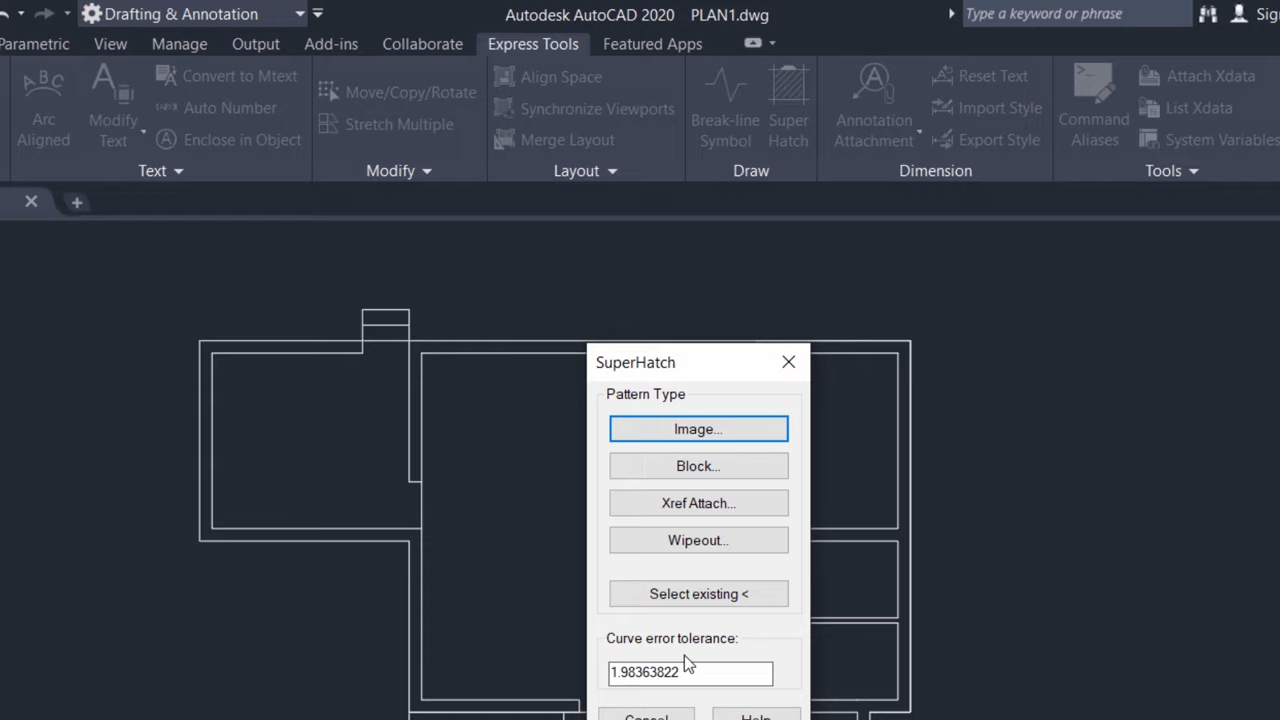 Drafting & Annotation
Autodesk AutoCAD 2020 PLAN1.dwg
Type a keyword or phrase
Sig
Parametric View Manage Output Add-ins Collaborate Express Tools Featured Apps
ABC
Arc Aligned
A
Modify Text
Convert to Mtext
Auto Number
Enclose in Object
Text
Move/Copy/Rotate
Stretch Multiple
Modify
Align Space
Synchronize Viewports
Merge Layout
Layout
Break-line Symbol
Super Hatch
Draw
Annotation Attachment
Reset Text
Import Style
Export Style
Dimension
Command Aliases
Attach Xdata
List Xdata
System Variables
Tools
SuperHatch
Pattern Type
Image...
Block...
Xref Attach...
Wipeout...
Select existing <
Curve error tolerance:
1.98363822
Cancel Help